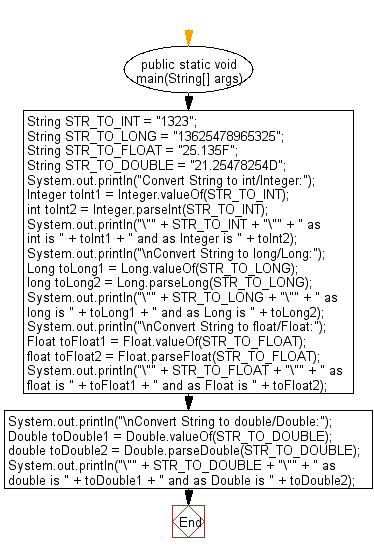 public static void
main(String[] args)
String STR_TO_INT = "1323";
String STR_TO_LONG = "13625478965325";
String STR_TO_FLOAT = "25.135F";
String STR_TO_DOUBLE = "21.25478254D";
System.out.println("Convert String to int/Integer:");
Integer toInt1 = Integer.valueOf(STR_TO_INT);
int toInt2 = Integer.parseInt(STR_TO_INT);
System.out.println("\"" + STR_TO_INT + "\"" + " as
int is " + toInt1 + " and as Integer is " + toInt2);
System.out.println("\nConvert String to long/Long:");
Long toLong1 = Long.valueOf(STR_TO_LONG);
long toLong2 = Long.parseLong(STR_TO_LONG);
System.out.println("\"" + STR_TO_LONG + "\"" + " as
long is " + toLong1 + " and as Long is " + toLong2);
System.out.println("\nConvert String to float/Float:");
Float toFloat1 = Float.valueOf(STR_TO_FLOAT);
float toFloat2 = Float.parseFloat(STR_TO_FLOAT);
System.out.println("\"" + STR_TO_FLOAT + "\"" + " as
float is " + toFloat1 + " and as Float is " + toFloat2);
System.out.println("\nConvert String to double/Double:");
Double toDouble1 = Double.valueOf(STR_TO_DOUBLE);
double toDouble2 = Double.parseDouble(STR_TO_DOUBLE);
System.out.println("\"" + STR_TO_DOUBLE + "\"" + " as
double is " + toDouble1 + " and as Double is " + toDouble2);
End